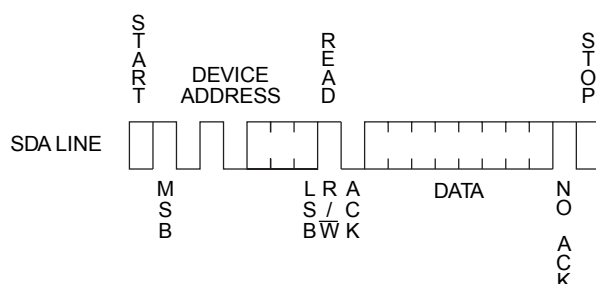 START
DEVICE
ADDRESS
READ
STOP
SDA LINE
MSB
LSB
R/W
ACK
DATA
NO ACK